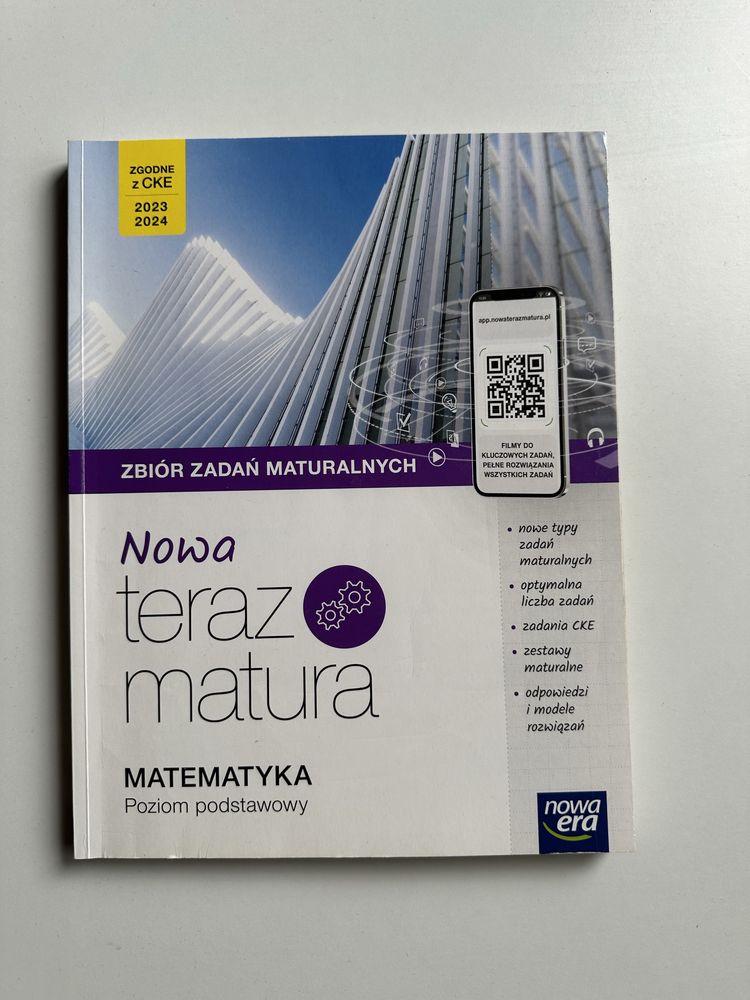 ZGODNE
z CKE
2023
2024
app.nowaterazmatura.pl
FILMY DO
KLUCZOWYCH ZADAŃ,
PEŁNE ROZWIĄZANIA
WSZYSTKICH ZADAŃ
ZBIÓR ZADAŃ MATURALNYCH
Nowa
teraz
matura
• nowe typy
zadań
maturalnych
• optymalna
liczba zadań
• zadania CKE
• zestawy
maturalne
• odpowiedzi
i modele
rozwiązań
MATEMATYKA
Poziom podstawowy
nowa
era